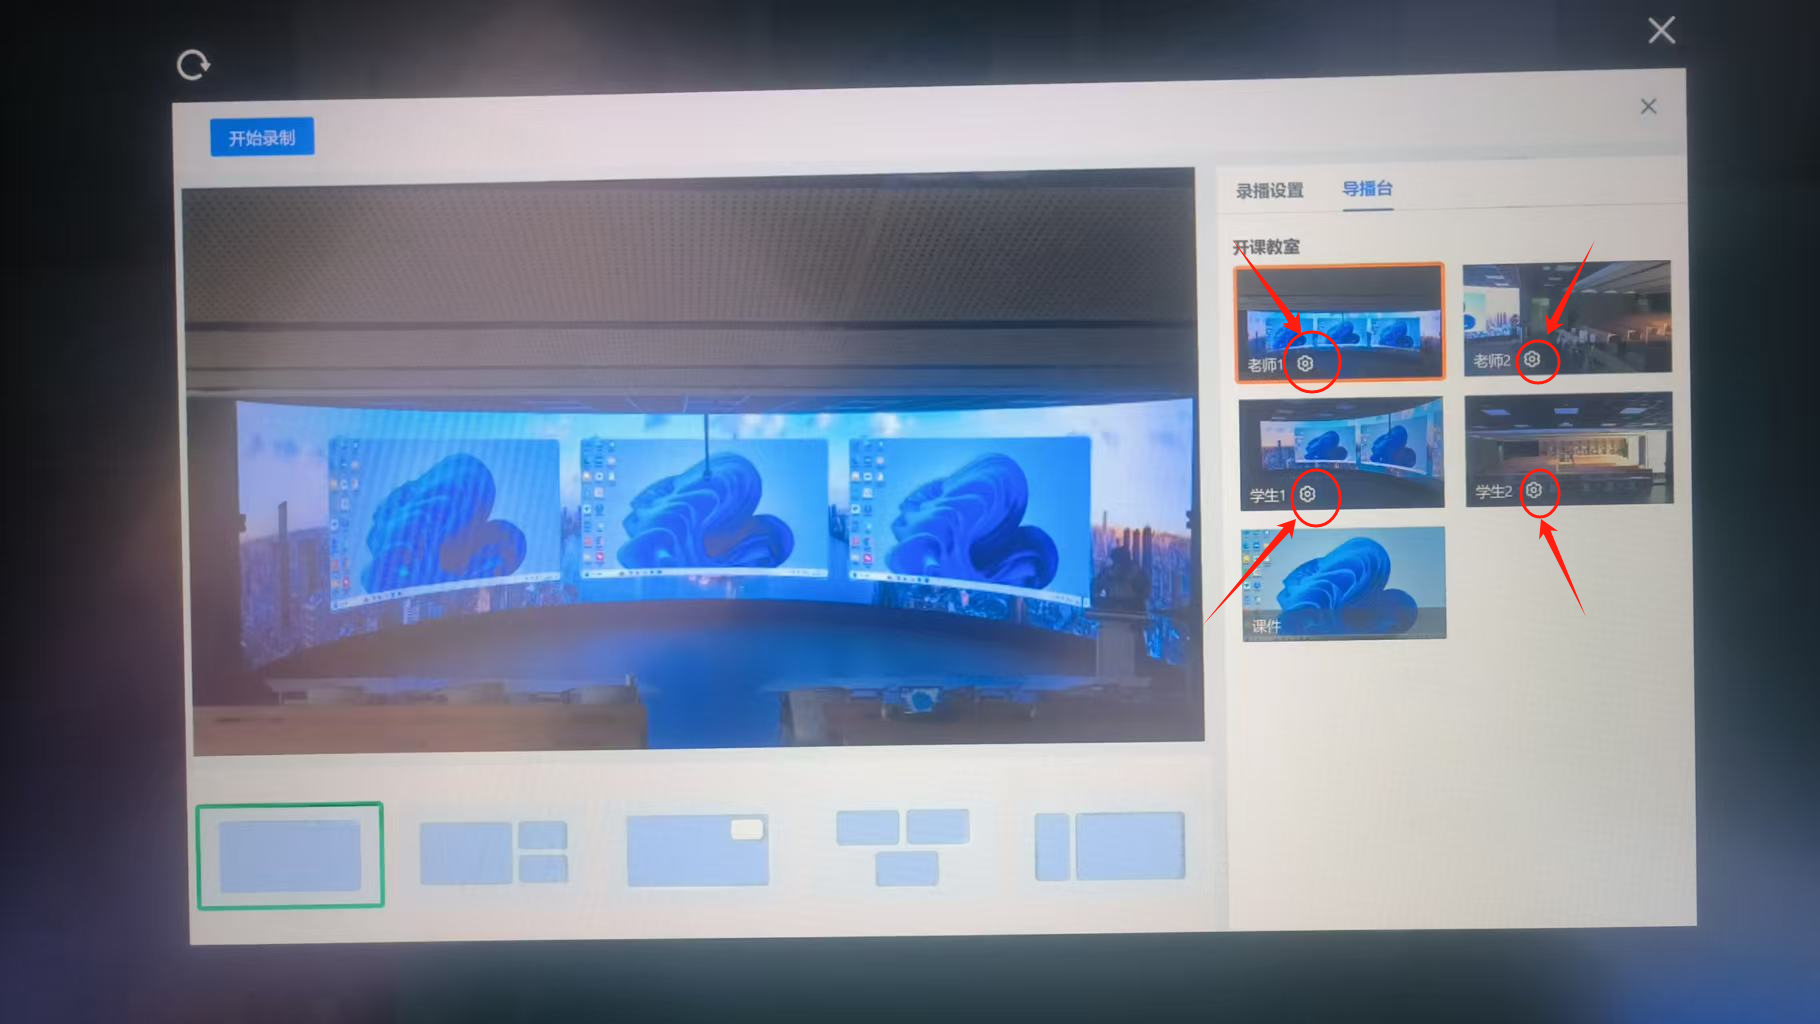 开始录制
录播设置 导播台
开课教室
老师1 老师2
学生1 学生2
课件